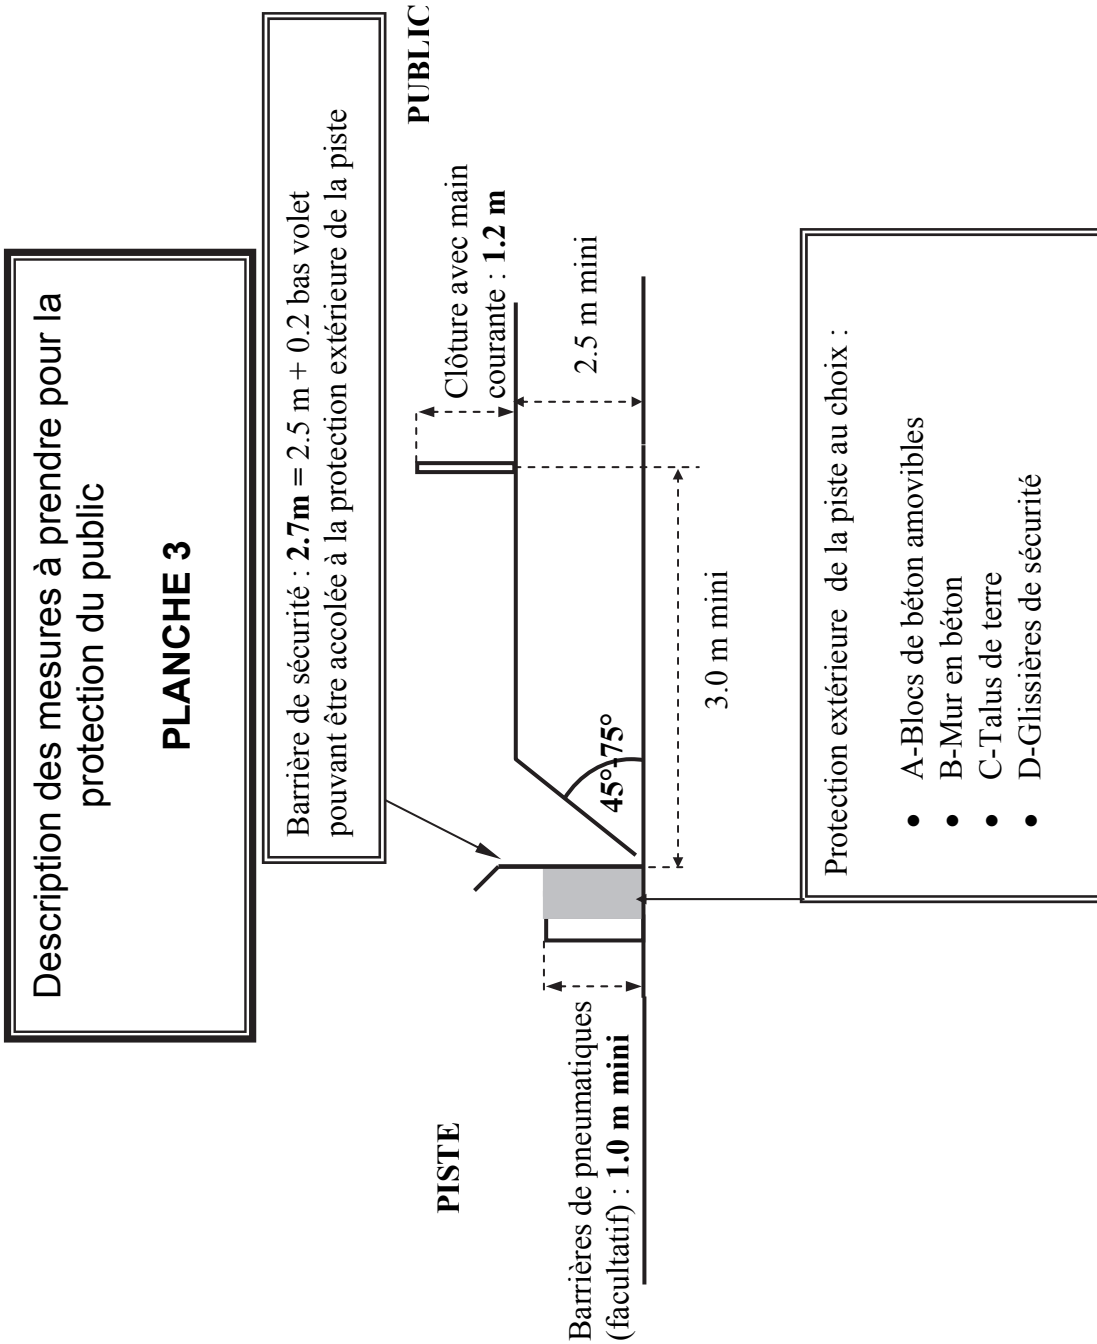 Description des mesures à prendre pour la
protection du public
PLANCHE 3
Barrière de sécurité : 2.7m = 2.5 m + 0.2 bas volet
pouvant être accolée à la protection extérieure de la piste
PUBLIC
PISTE
Clôture avec main
courante : 1.2 m
2.5 m mini
45°-75°
3.0 m mini
Barrières de pneumatiques
(facultatif) : 1.0 m mini
Protection extérieure de la piste au choix :
• A-Blocs de béton amovibles
• B-Mur en béton
• C-Talus de terre
• D-Glissières de sécurité